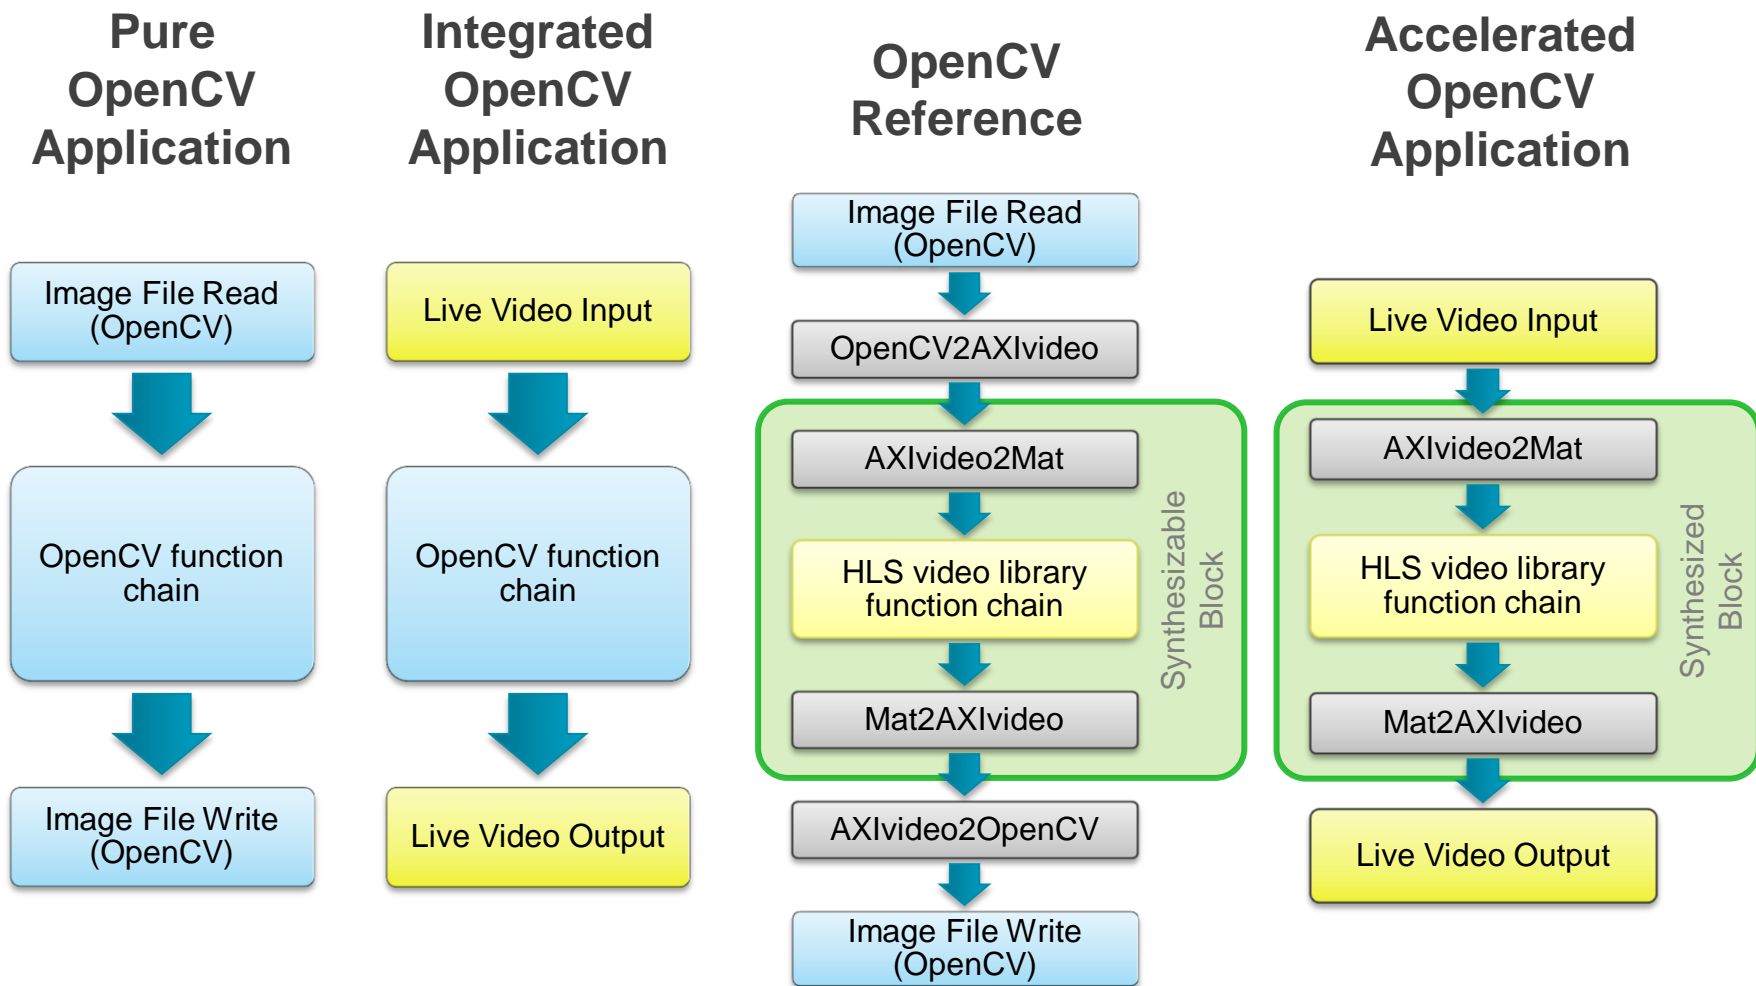 Pure
OpenCV
Application
Image File Read
(OpenCV)
OpenCV function
chain
Image File Write
(OpenCV)
Integrated
OpenCV
Application
Live Video Input
OpenCV function
chain
Live Video Output
OpenCV
Reference
Image File Read
(OpenCV)
OpenCV2AXIvideo
AXIvideo2Mat
HLS video library
function chain
Mat2AXIvideo
Synthesizable
Block
AXIvideo2OpenCV
Image File Write
(OpenCV)
Accelerated
OpenCV
Application
Live Video Input
AXIvideo2Mat
HLS video library
function chain
Mat2AXIvideo
Synthesized
Block
Live Video Output